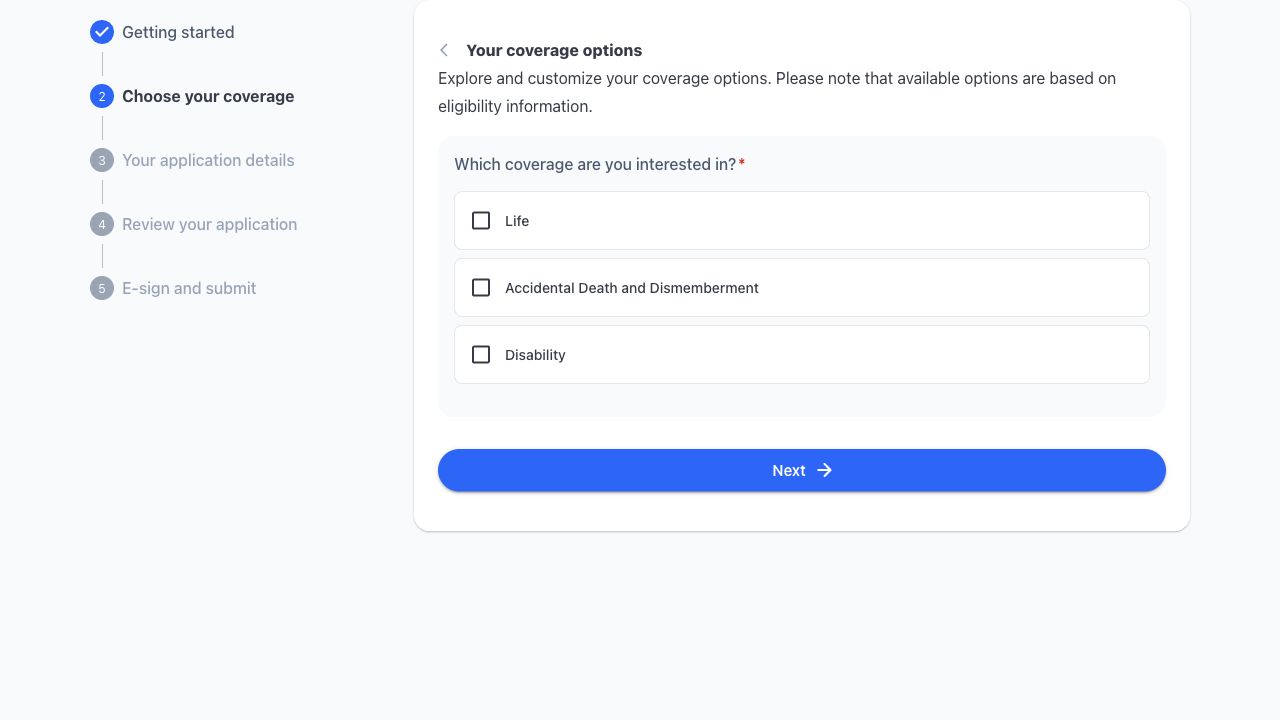 Getting started
2 Choose your coverage
3 Your application details
4 Review your application
5 E-sign and submit
Your coverage options
Explore and customize your coverage options. Please note that available options are based on
eligibility information.
Which coverage are you interested in?*
Life
Accidental Death and Dismemberment
Disability
Next